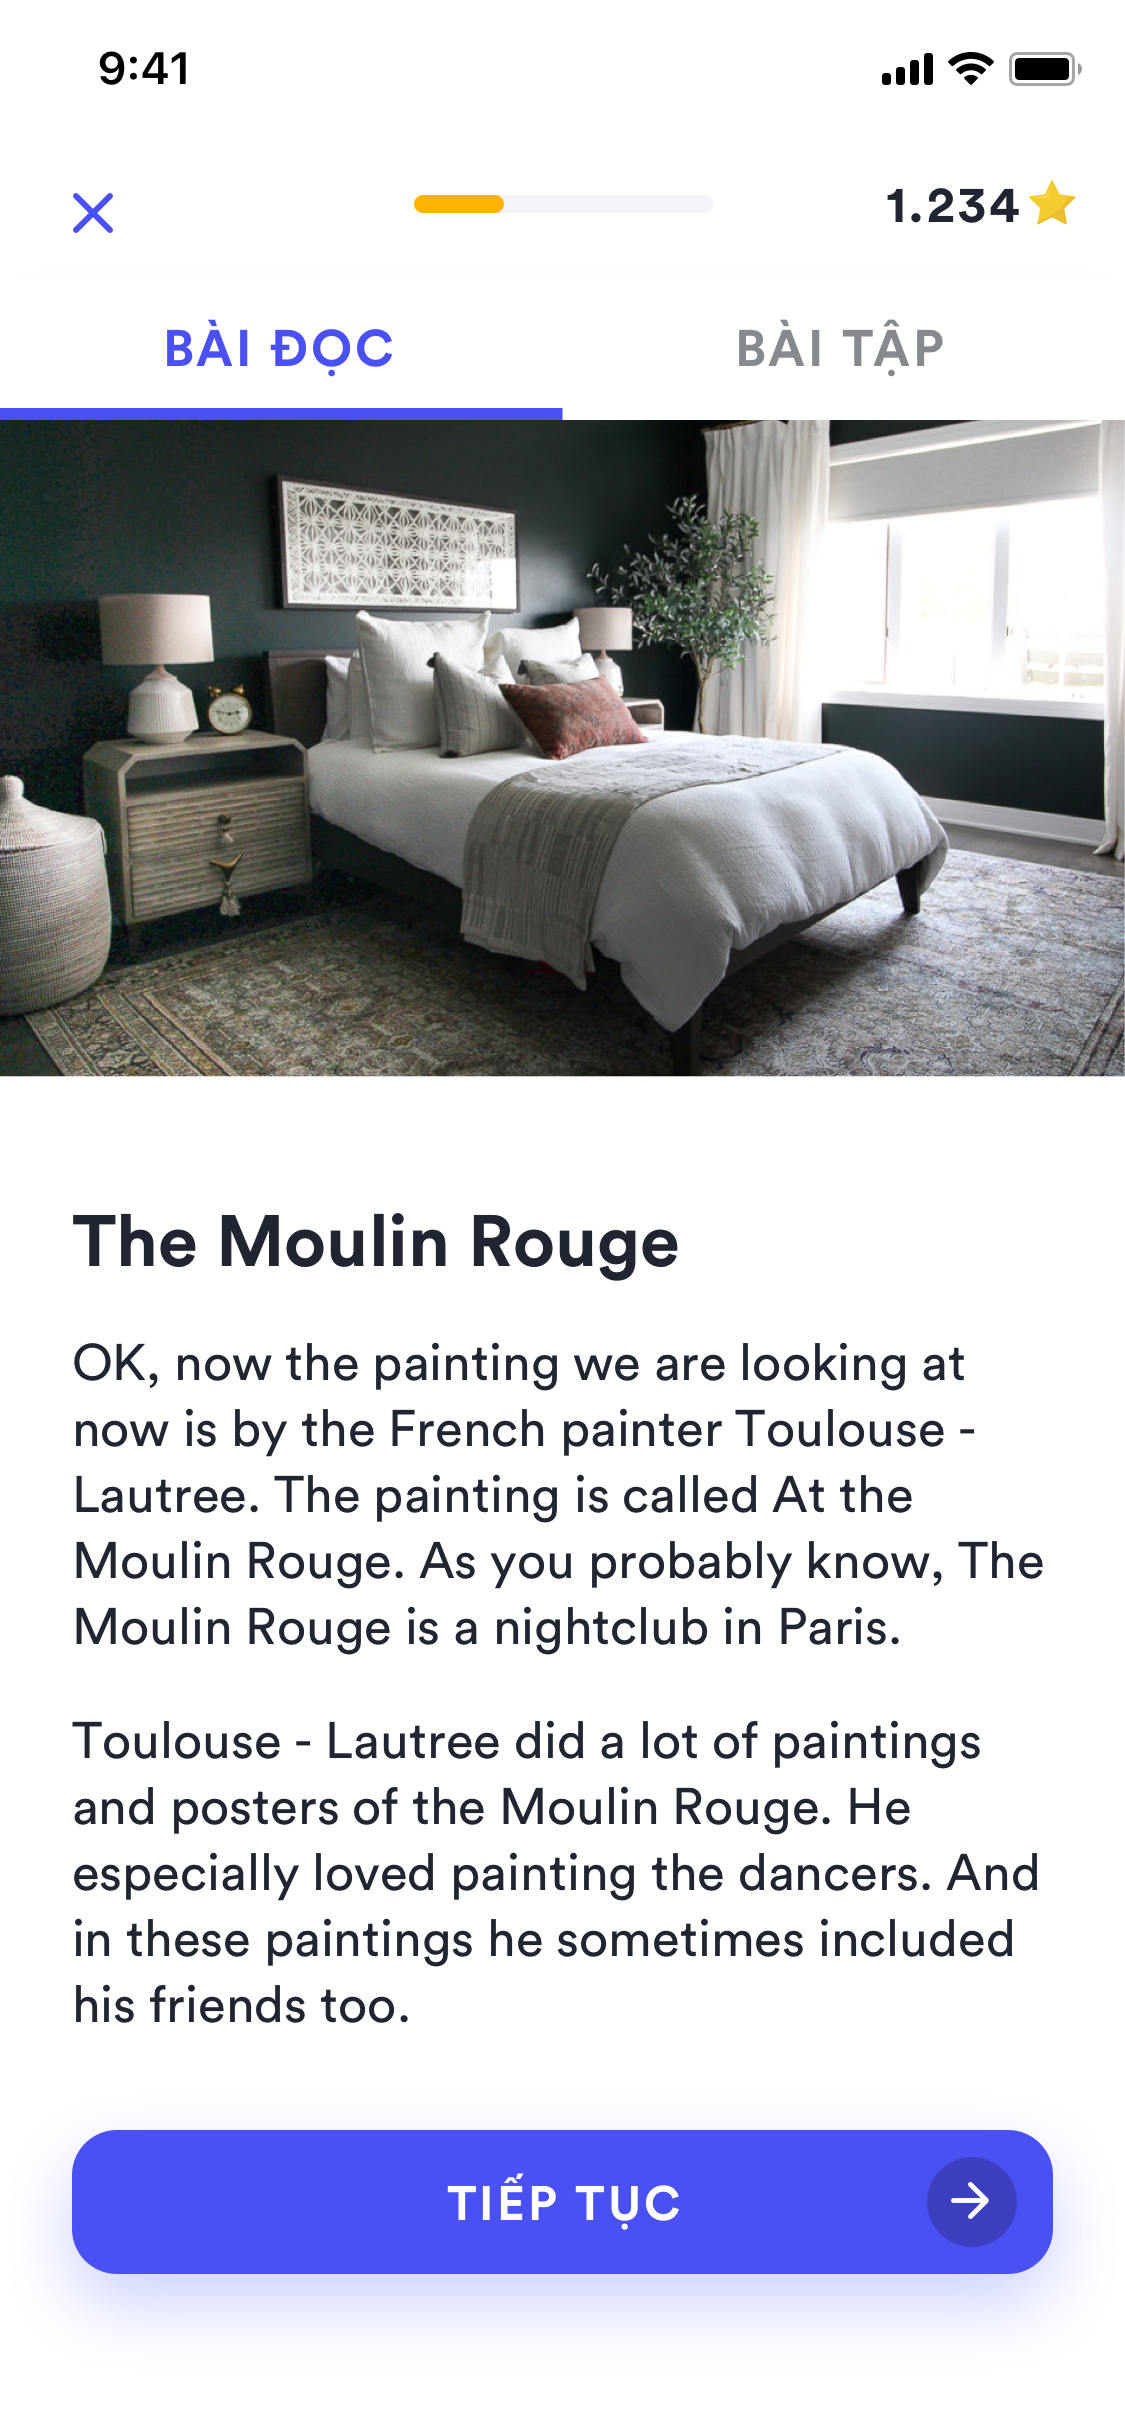 9:41
1.234
BÀI ĐỌC
BÀI TẬP
The Moulin Rouge
OK, now the painting we are looking at
now is by the French painter Toulouse -
Lautree. The painting is called At the
Moulin Rouge. As you probably know, The
Moulin Rouge is a nightclub in Paris.
Toulouse - Lautree did a lot of paintings
and posters of the Moulin Rouge. He
especially loved painting the dancers. And
in these paintings he sometimes included
his friends too.
TIẾP TỤC